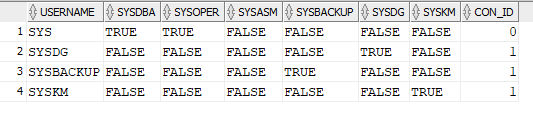 USERNAME SYSDBA SYSOPER SYSASM SYSBACKUP SYSDG SYSKM CON_ID
1 SYS TRUE TRUE FALSE FALSE FALSE FALSE 0
2 SYSDG FALSE FALSE FALSE FALSE TRUE FALSE 1
3 SYSBACKUP FALSE FALSE FALSE TRUE FALSE FALSE 1
4 SYSKM FALSE FALSE FALSE FALSE FALSE TRUE 1